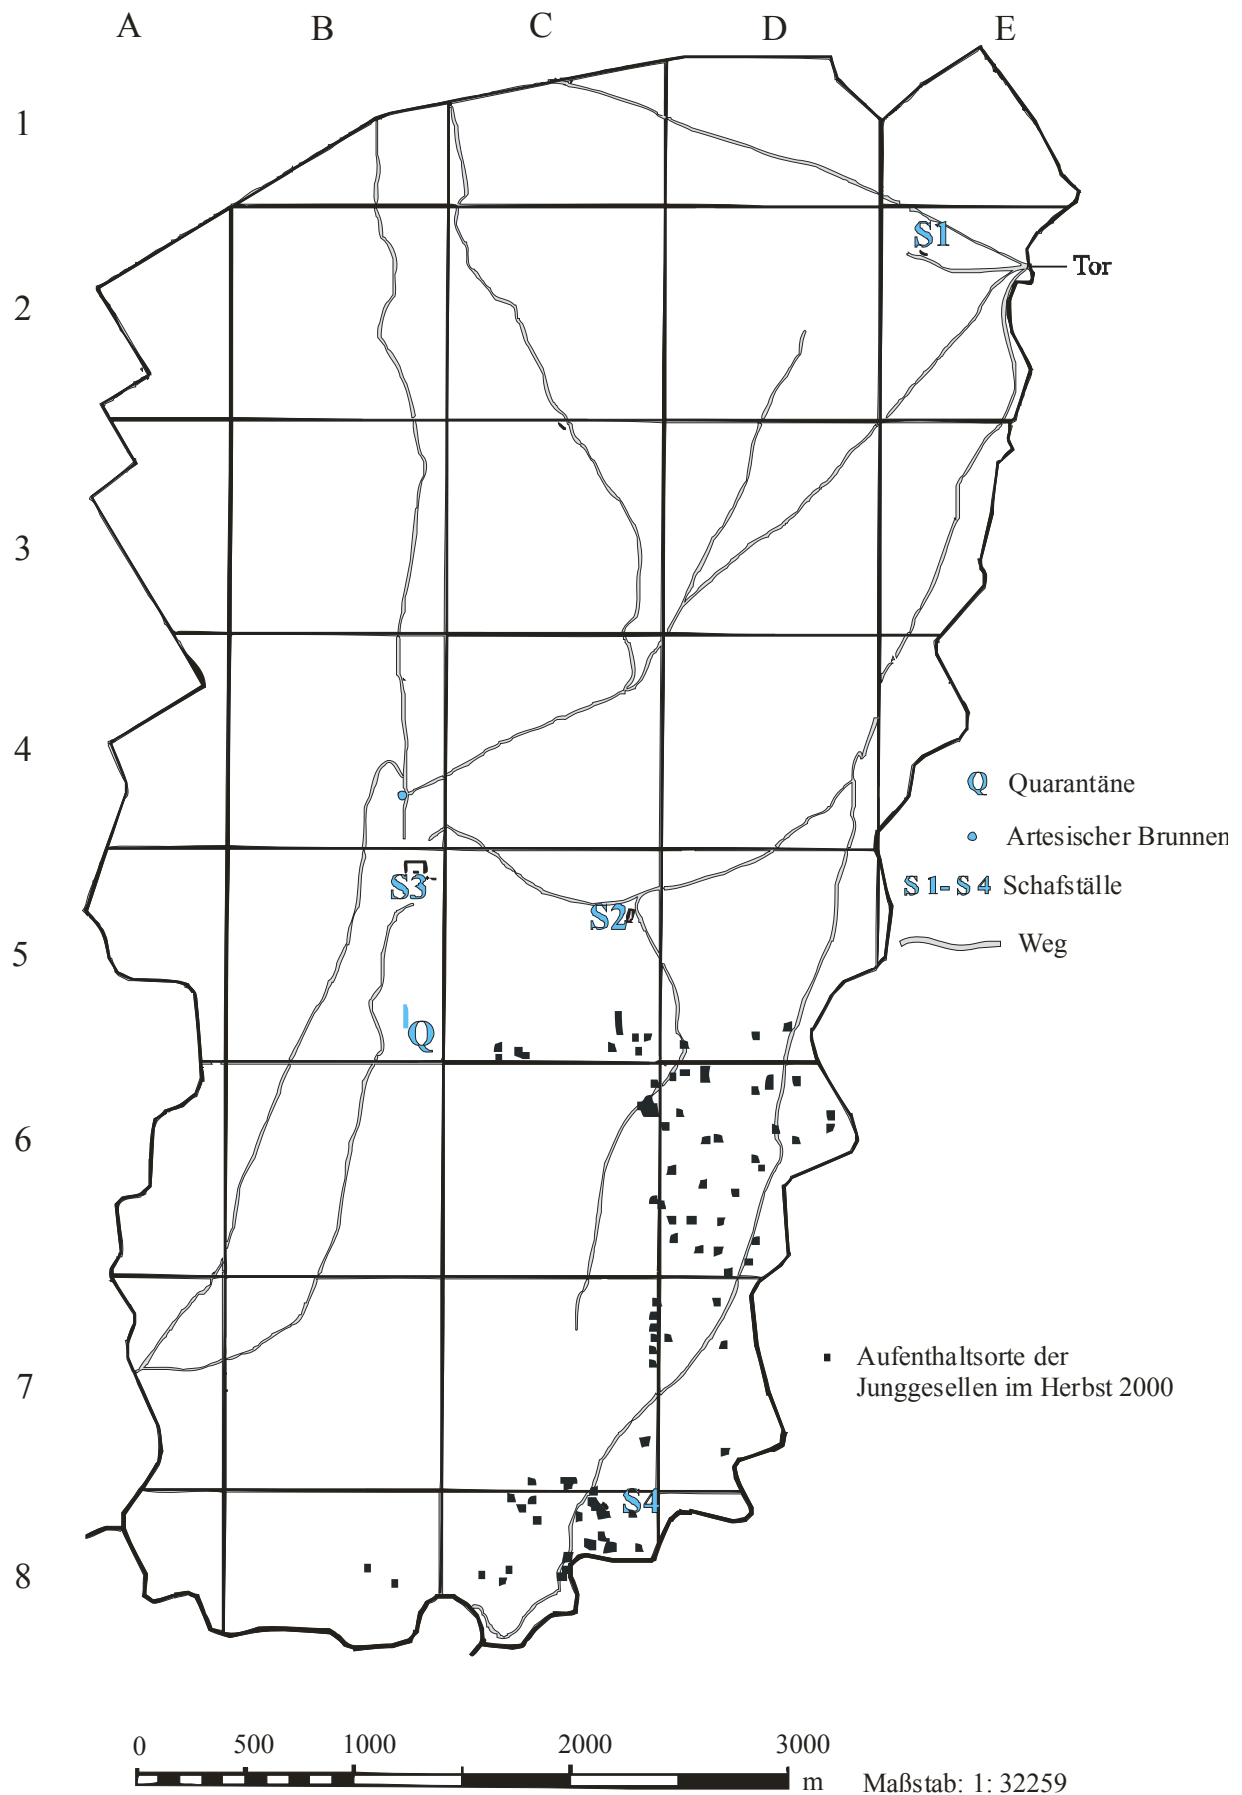 A B C D E
1
S1
Tor
2
3
4
Q Quarantäne
Artesischer Brunnen
S3
S 1- S 4 Schafställe
S2
5
Weg
Q
6
Aufenthaltsorte der
Junggesellen im Herbst 2000
7
S4
8
0 500 1000 2000 3000
m Maßstab: 1: 32259